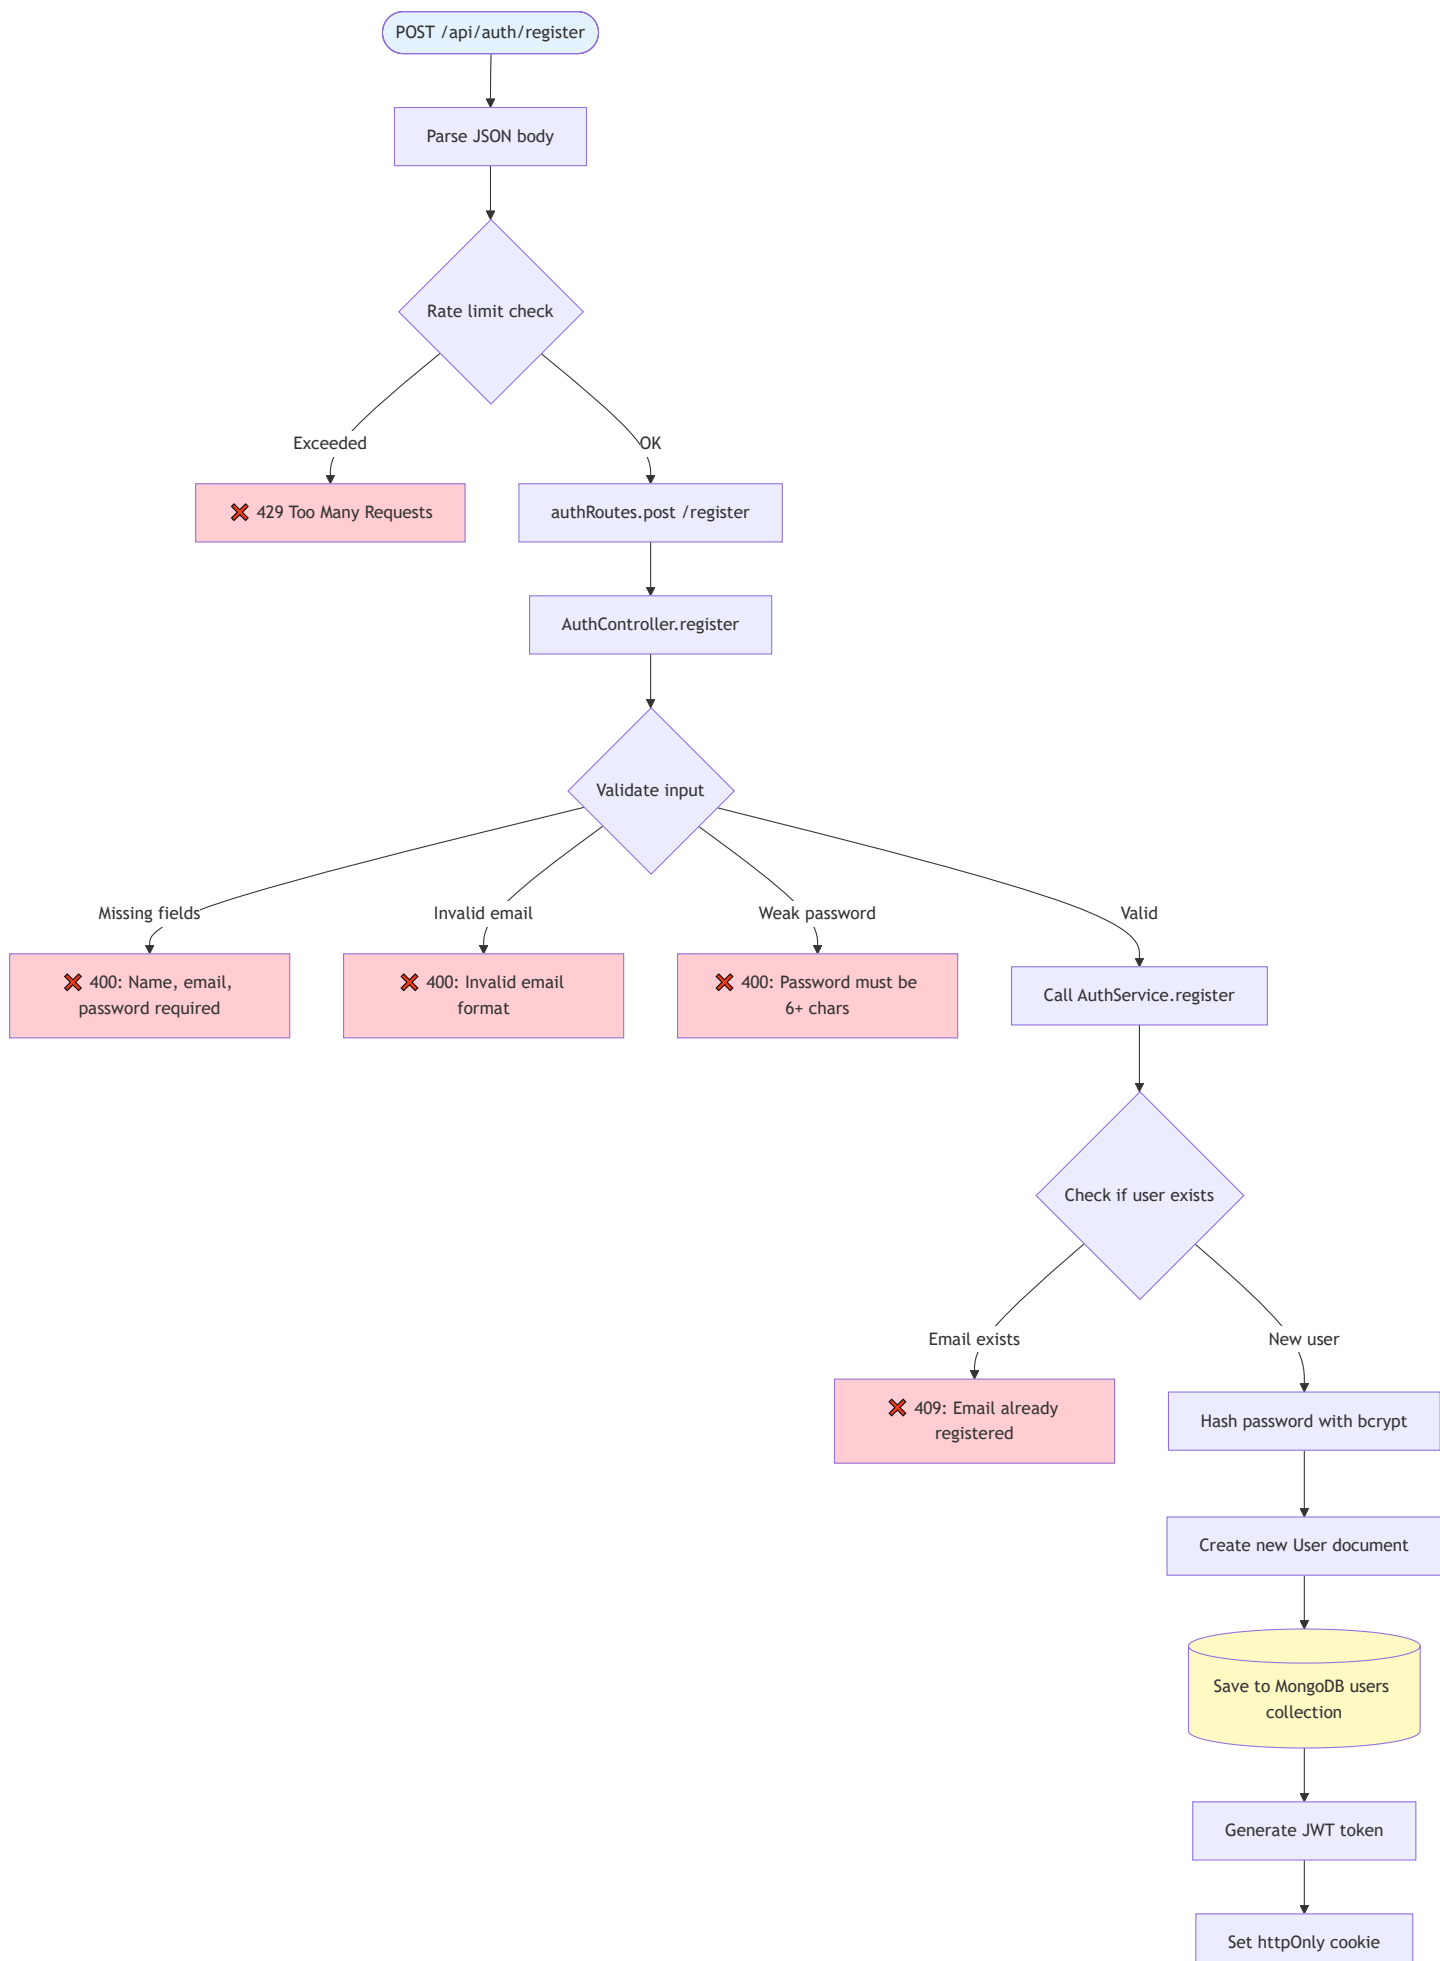 POST /api/auth/register
Parse JSON body
Rate limit check
Exceeded
OK
❌ 429 Too Many Requests
authRoutes.post /register
AuthController.register
Validate input
Missing fields
Invalid email
Weak password
Valid
❌ 400: Name, email,
password required
❌ 400: Invalid email
format
❌ 400: Password must be
6+ chars
Call AuthService.register
Check if user exists
Email exists
New user
❌ 409: Email already
registered
Hash password with bcrypt
Create new User document
Save to MongoDB users
collection
Generate JWT token
Set httpOnly cookie